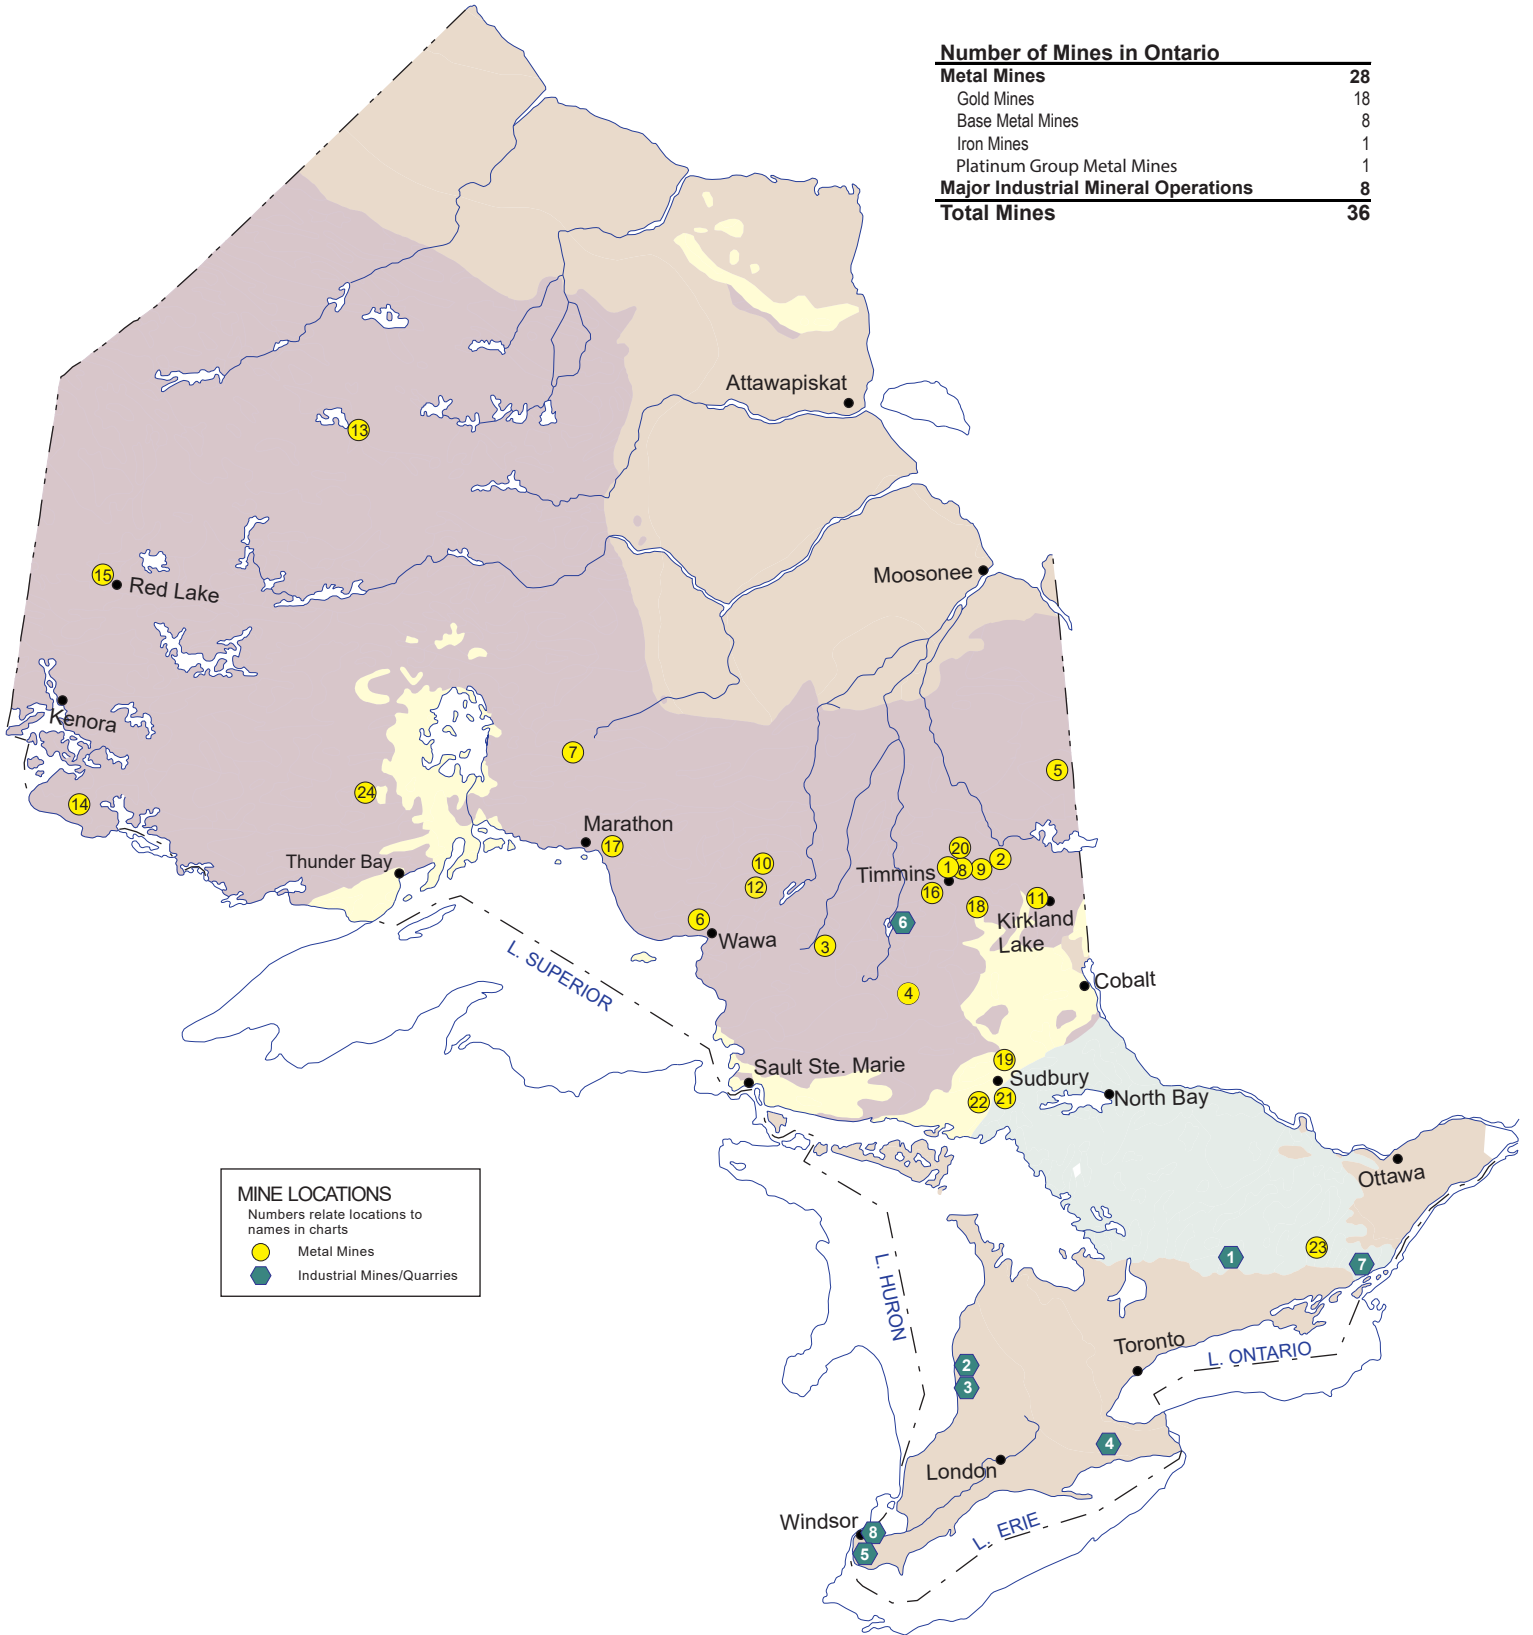 Number of Mines in Ontario
Metal Mines 28
Gold Mines 18
Base Metal Mines 8
Iron Mines 1
Platinum Group Metal Mines 1
Major Industrial Mineral Operations 8
Total Mines 36
Attawapiskat
13
Moosonee
15
Red Lake
Kenora
7
5
24
14
Marathon
17
Thunder Bay
20
2
10
1
8
9
Timmins
12
16
11
18
6
6
Kirkland
Lake
Wawa
3
L. SUPERIOR
4
Cobalt
19
Sault Ste. Marie
Sudbury
22
21
North Bay
Ottawa
MINE LOCATIONS
Numbers relate locations to
names in charts
Metal Mines
Industrial Mines/Quarries
23
1
7
L. HURON
Toronto
L. ONTARIO
2
3
4
London
Windsor
8
5
L. ERIE